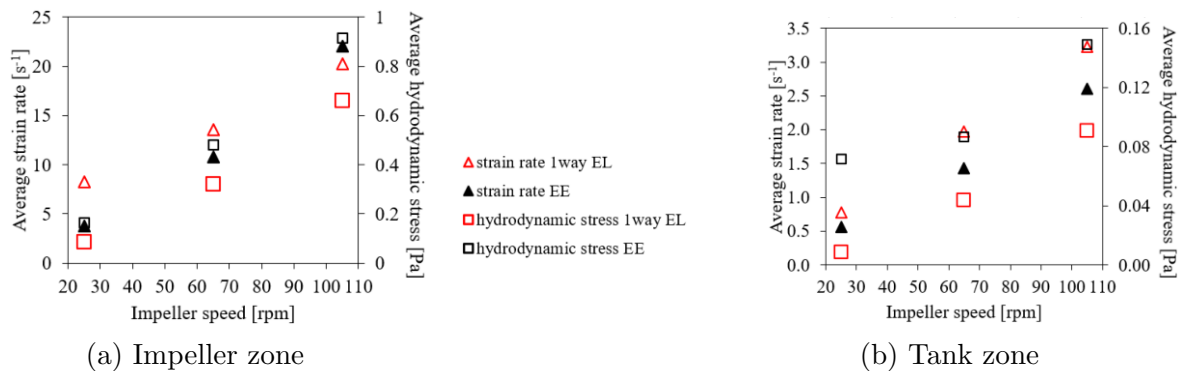 25
20
15
10
5
0
1
0.8
0.6
0.4
0.2
0
20 30 40 50 60 70 80 90 100 110
Average strain rate [s⁻¹]
Average hydrodynamic stress [Pa]
Impeller speed [rpm]
(a) Impeller zone
strain rate 1way EL
strain rate EE
hydrodynamic stress 1way EL
hydrodynamic stress EE
3.5
3.0
2.5
2.0
1.5
1.0
0.5
0.0
0.16
0.12
0.08
0.04
0.00
20 30 40 50 60 70 80 90 100 110
Average strain rate [s⁻¹]
Average hydrodynamic stress [Pa]
Impeller speed [rpm]
(b) Tank zone